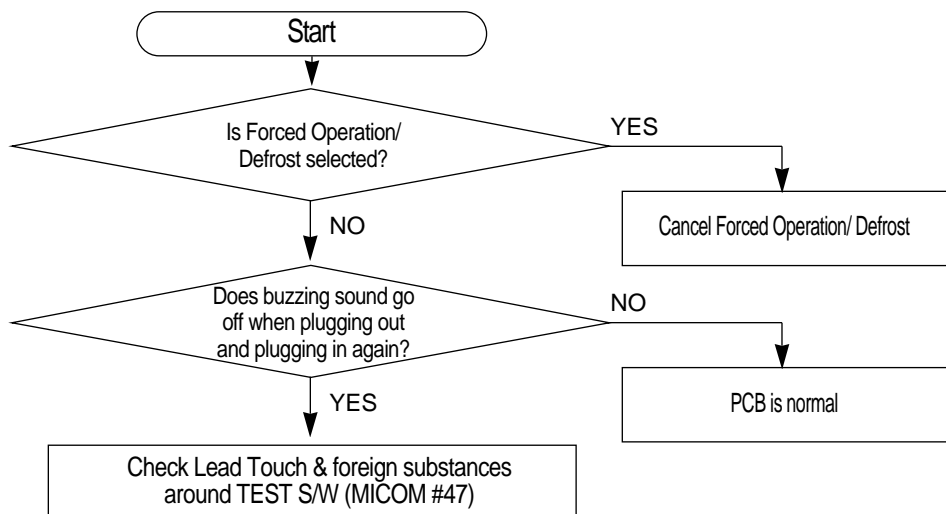 Start
Is Forced Operation/
Defrost selected?
YES
Cancel Forced Operation/ Defrost
NO
Does buzzing sound go
off when plugging out
and plugging in again?
NO
PCB is normal
YES
Check Lead Touch & foreign substances
around TEST S/W (MICOM #47)